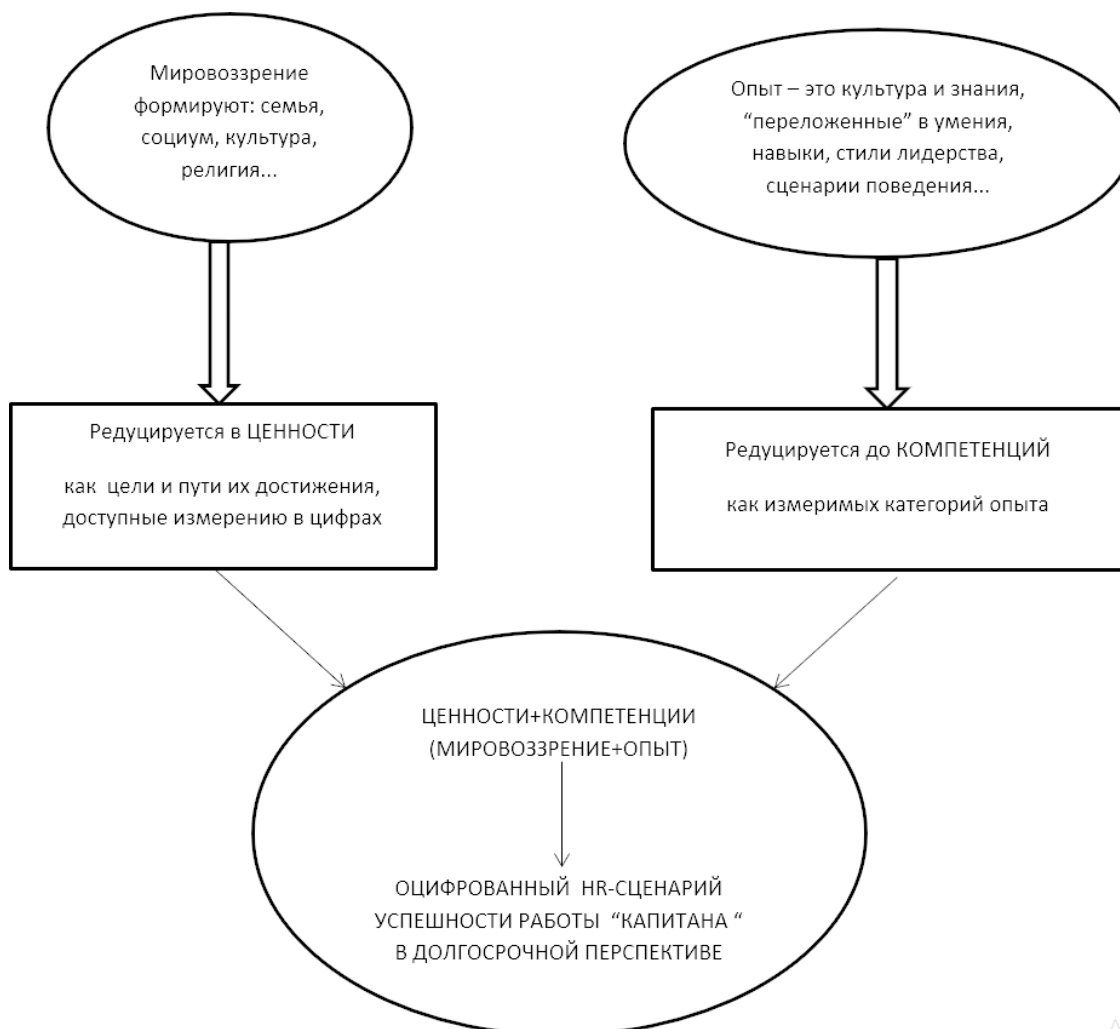 Мировоззрение
формируют: семья,
социум, культура,
религия...
Опыт – это культура и знания,
“переложенные” в умения,
навыки, стили лидерства,
сценарии поведения...
Редуцируется в ЦЕННОСТИ
как цели и пути их достижения,
доступные измерению в цифрах
Редуцируется до КОМПЕТЕНЦИЙ
как измеримых категорий опыта
ЦЕННОСТИ+КОМПЕТЕНЦИИ
(МИРОВОЗЗРЕНИЕ+ОПЫТ)
ОЦИФРОВАННЫЙ HR-СЦЕНАРИЙ
УСПЕШНОСТИ РАБОТЫ “КАПИТАНА “
В ДОЛГОСРОЧНОЙ ПЕРСПЕКТИВЕ